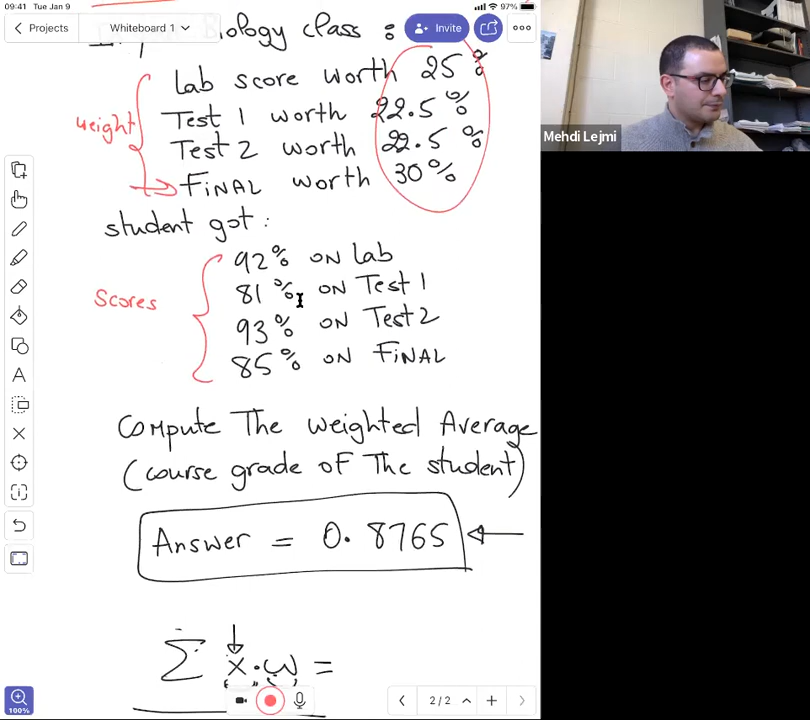 09:41 Tue Jan 9
97%
Projects
Whiteboard 1
Invite
Biology class :
Lab score worth 25%
Test 1 worth 22.5%
Test 2 worth 22.5%
FiNAL worth 30%
weight
student got :
92% ON Lab
81% ON Test 1
93% ON Test 2
85% ON FiNAL
Scores
Compute The weighted Average
(course grade of The student)
Answer = 0.8765
Σ x.w =
100%
2/2
A
Mehdi Lejmi